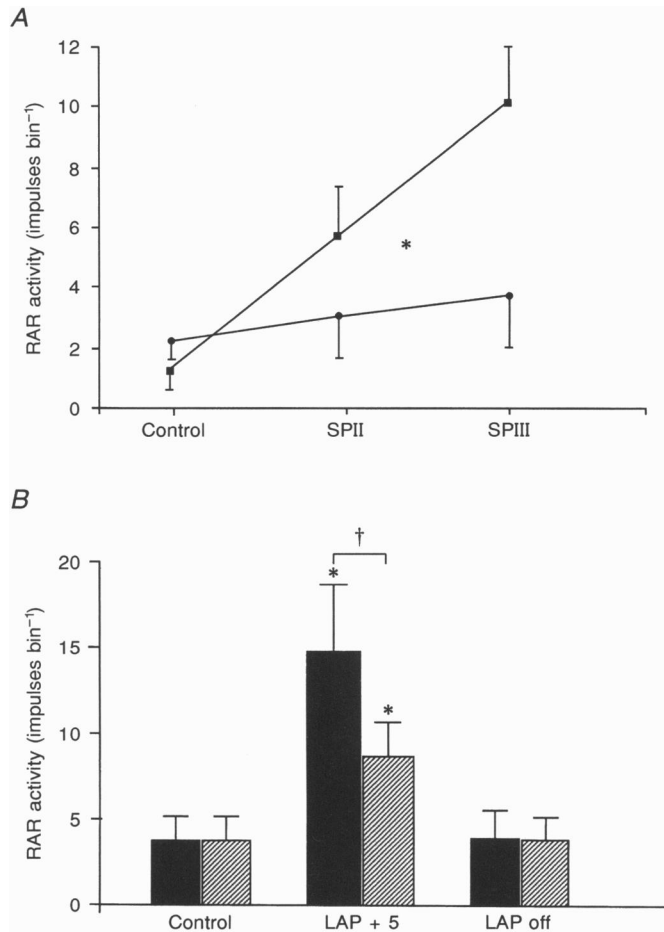 A
RAR activity (impulses bin⁻¹)
12
10
8
6
4
2
0
*
Control SPII SPIII
B
RAR activity (impulses bin⁻¹)
20
15
10
5
0
†
*
*
Control LAP + 5 LAP off